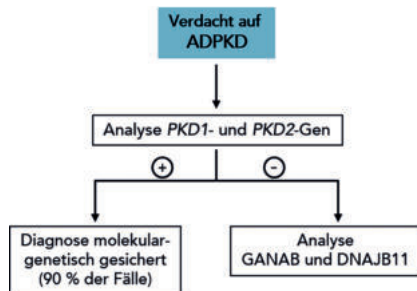 Verdacht auf
ADPKD
Analyse PKD1- und PKD2-Gen
+
-
Diagnose molekular-
genetisch gesichert
(90 % der Fälle)
Analyse
GANAB und DNAJB11